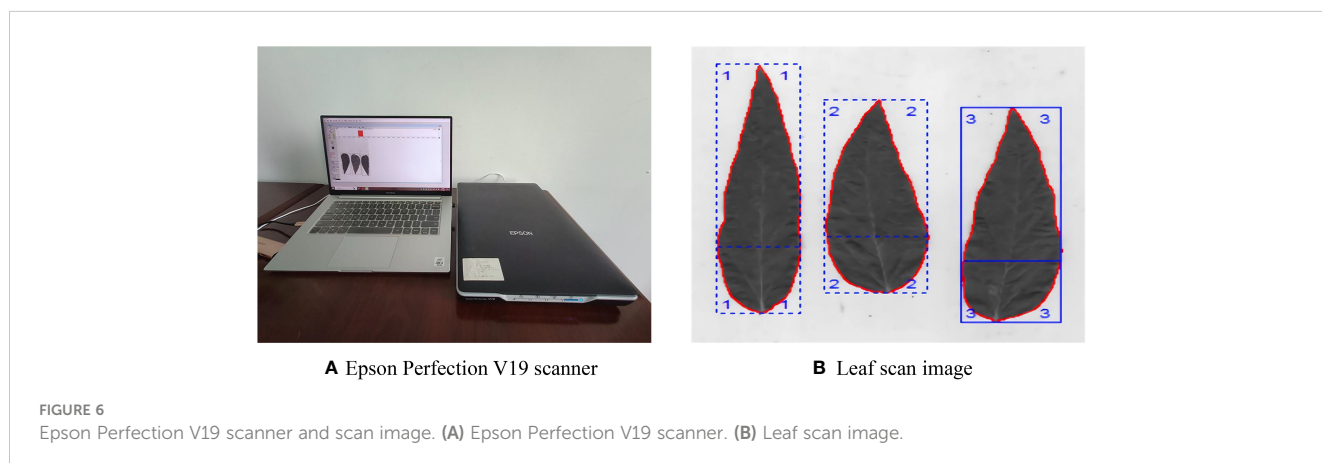 EPSON
1 1
2 2
3 3
2 2
1 1
3 3
A Epson Perfection V19 scanner
B Leaf scan image
FIGURE 6
Epson Perfection V19 scanner and scan image. (A) Epson Perfection V19 scanner. (B) Leaf scan image.